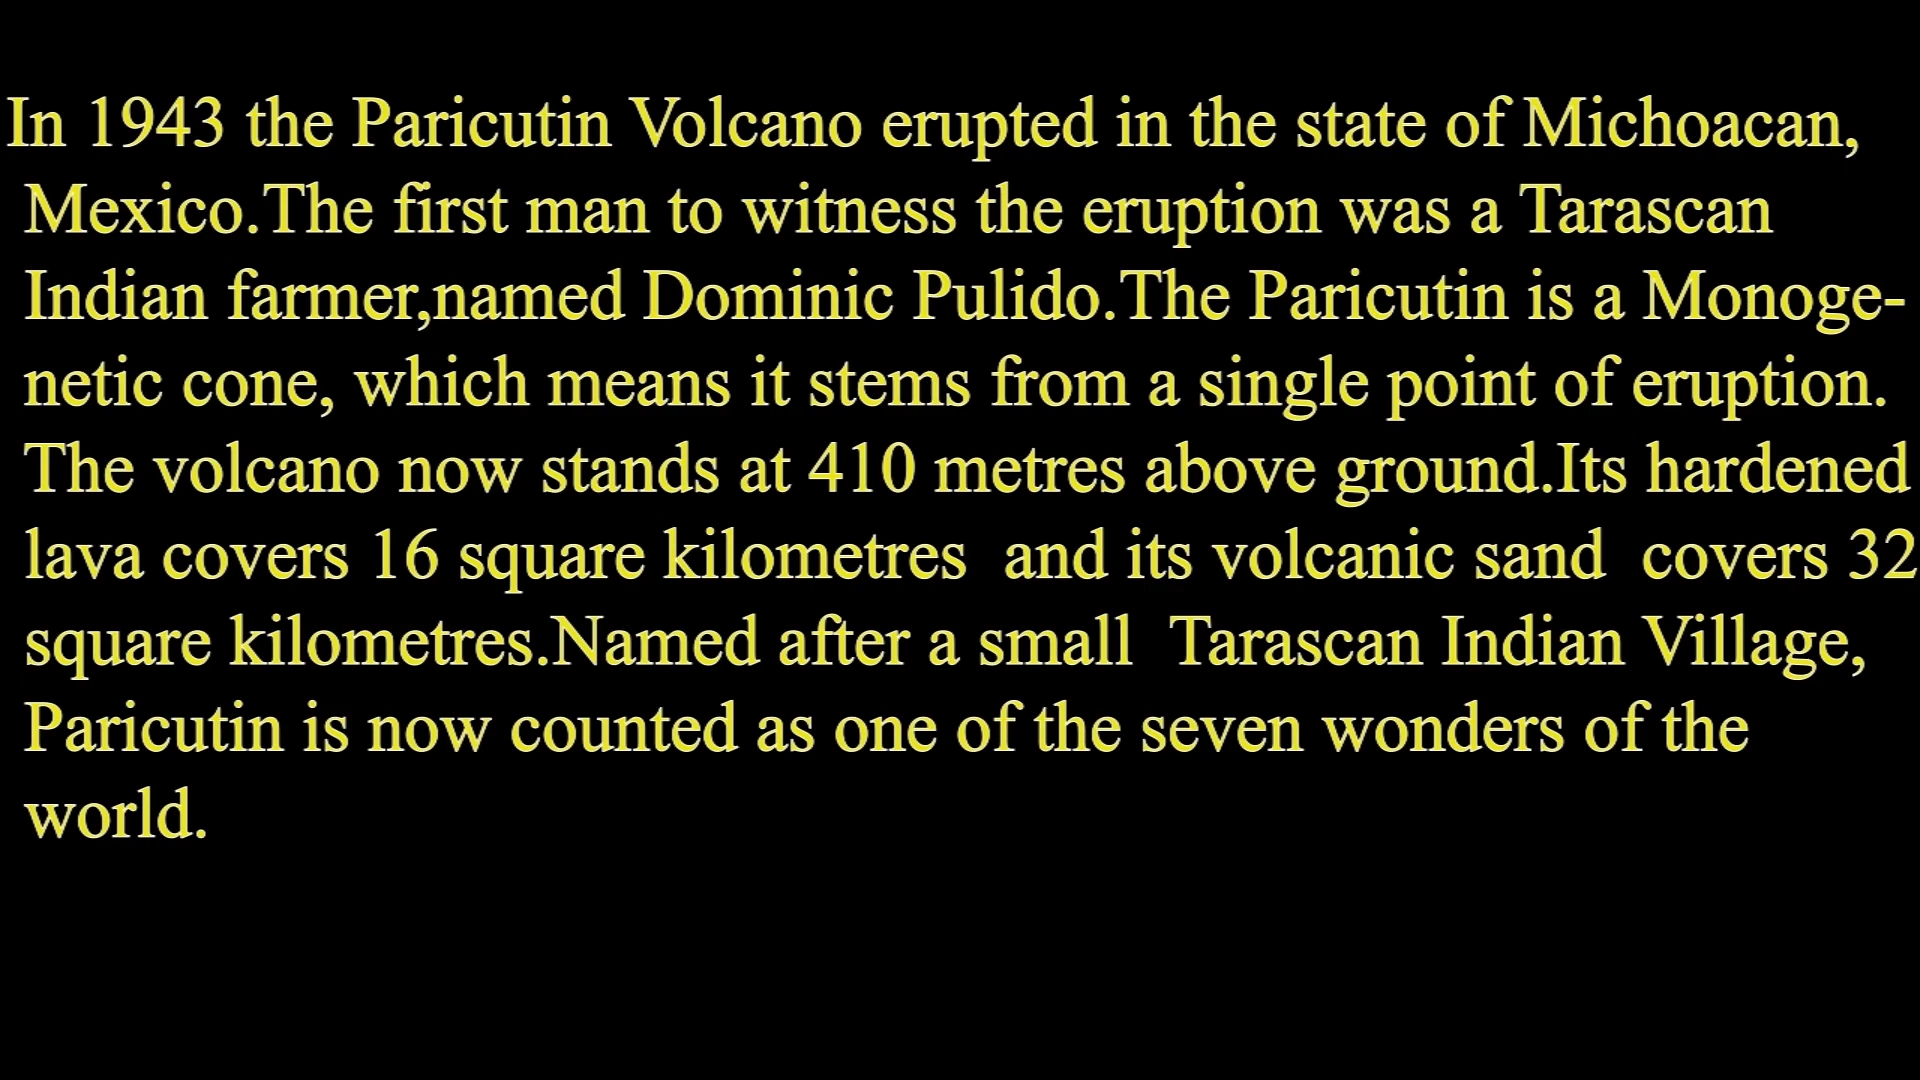 In 1943 the Paricutin Volcano erupted in the state of Michoacan,
Mexico.The first man to witness the eruption was a Tarascan
Indian farmer,named Dominic Pulido.The Paricutin is a Monoge-
netic cone, which means it stems from a single point of eruption.
The volcano now stands at 410 metres above ground.Its hardened
lava covers 16 square kilometres  and its volcanic sand  covers 32
square kilometres.Named after a small  Tarascan Indian Village,
Paricutin is now counted as one of the seven wonders of the
world.